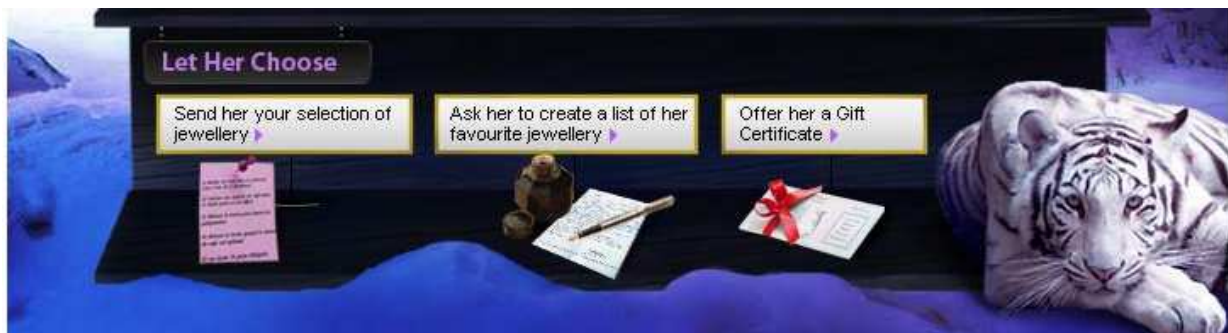 Let Her Choose
Send her your selection of
jewellery
Ask her to create a list of her
favourite jewellery
Offer her a Gift
Certificate